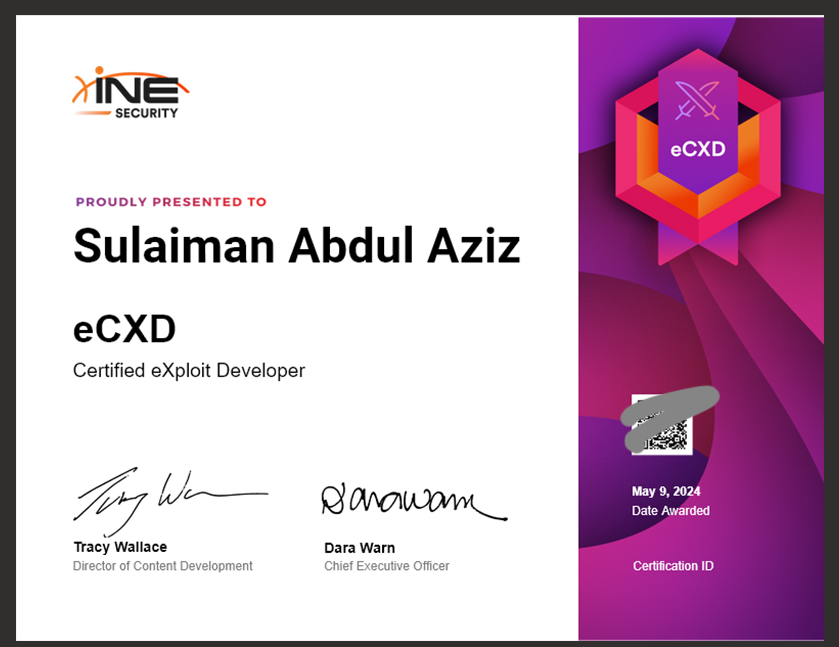 INE
SECURITY
PROUDLY PRESENTED TO
Sulaiman Abdul Aziz
eCXD
Certified eXploit Developer
Tracy Wallace
Director of Content Development
Dara Warn
Chief Executive Officer
eCXD
May 9, 2024
Date Awarded
Certification ID